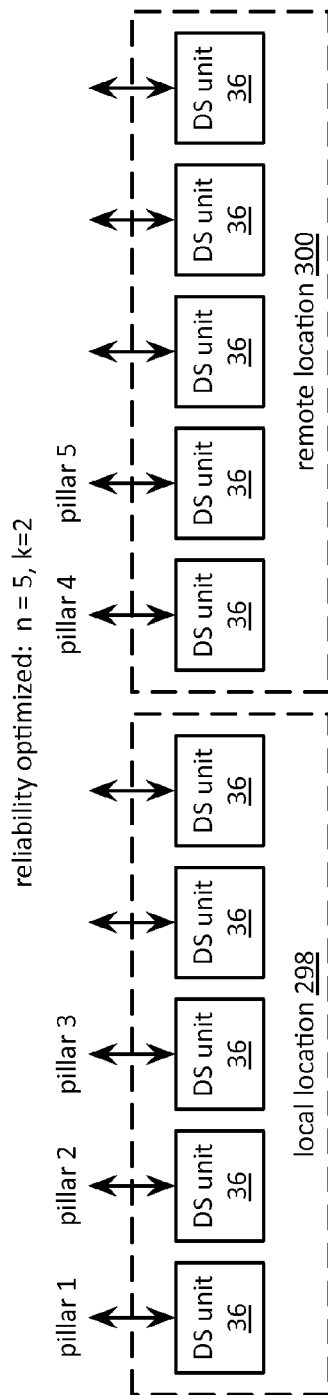 reliability optimized: n = 5, k=2
pillar 1
pillar 2
pillar 3
pillar 4
pillar 5
DS unit
36
DS unit
36
DS unit
36
DS unit
36
DS unit
36
DS unit
36
DS unit
36
DS unit
36
DS unit
36
DS unit
36
local location 298
remote location 300